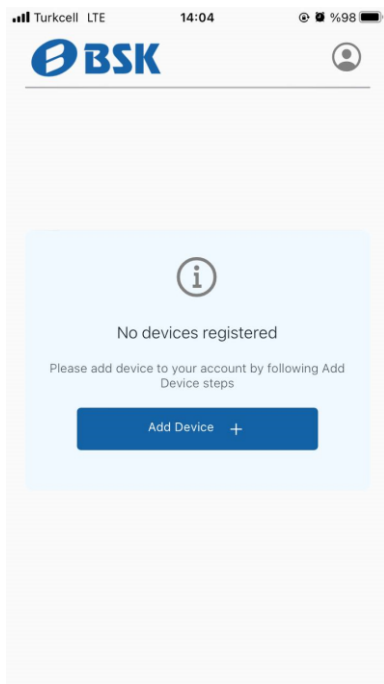 Turkcell LTE 14:04 %98
BSK
No devices registered
Please add device to your account by following Add
Device steps
Add Device +